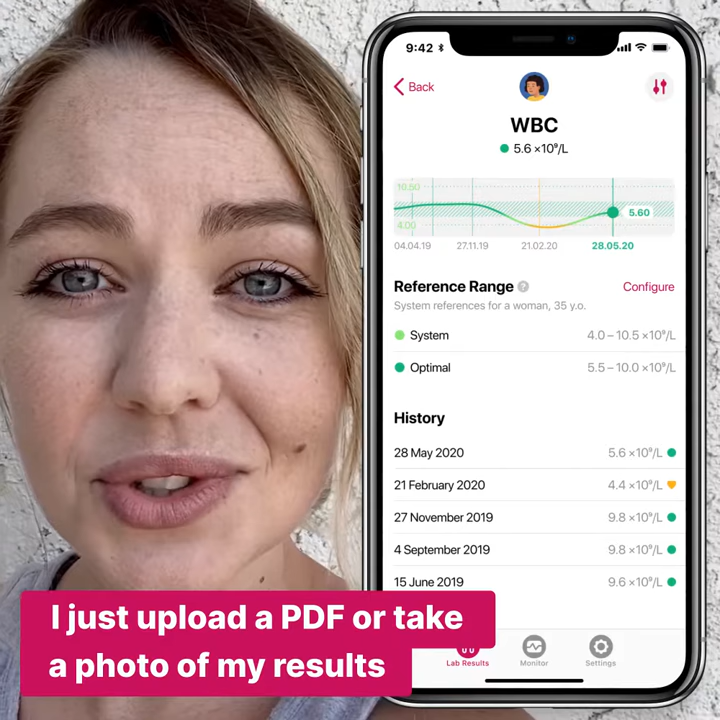 9:42
Back
WBC
5.6 ×10⁹/L
10.50
4.00
5.60
04.04.19 27.11.19 21.02.20 28.05.20
Reference Range ? Configure
System references for a woman, 35 y.o.
System 4.0 – 10.5 ×10⁹/L
Optimal 5.5 – 10.0 ×10⁹/L
History
28 May 2020 5.6 ×10⁹/L
21 February 2020 4.4 ×10⁹/L
27 November 2019 9.8 ×10⁹/L
4 September 2019 9.8 ×10⁹/L
15 June 2019 9.6 ×10⁹/L
Lab Results Monitor Settings
I just upload a PDF or take
a photo of my results